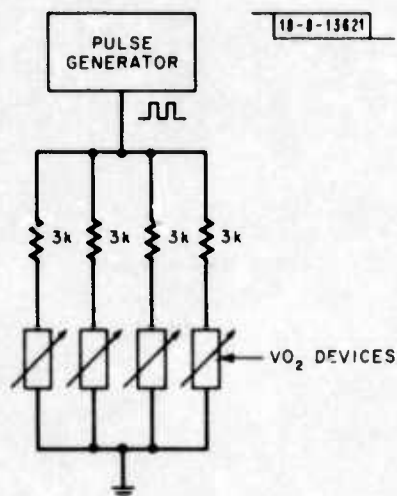 PULSE
GENERATOR
18-8-13621
3k 3k 3k 3k
VO₂ DEVICES